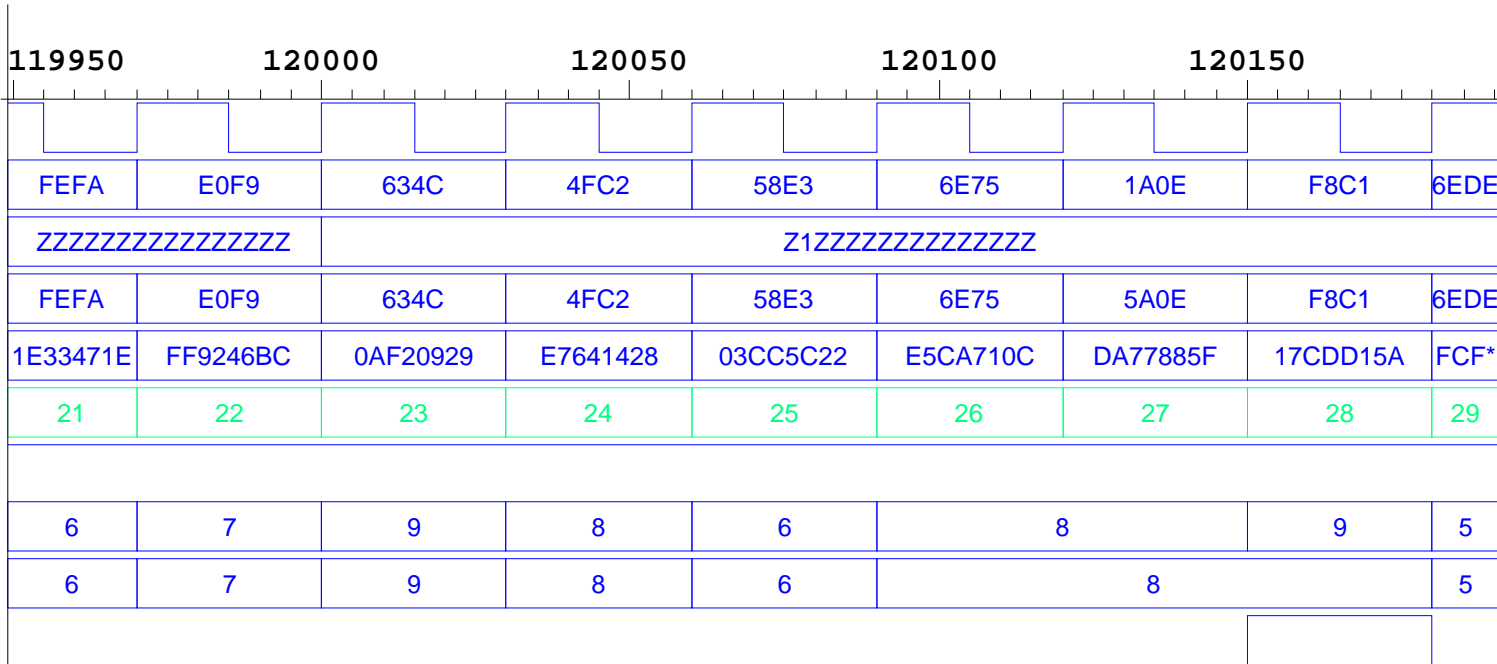 119950 120000 120050 120100 120150
FEFA E0F9 634C 4FC2 58E3 6E75 1A0E F8C1 6EDE
ZZZZZZZZZZZZZZZZ Z1ZZZZZZZZZZZZZZ
FEFA E0F9 634C 4FC2 58E3 6E75 5A0E F8C1 6EDE
1E33471E FF9246BC 0AF20929 E7641428 03CC5C22 E5CA710C DA77885F 17CDD15A FCF*
21 22 23 24 25 26 27 28 29
6 7 9 8 6 8 9 5
6 7 9 8 6 8 5